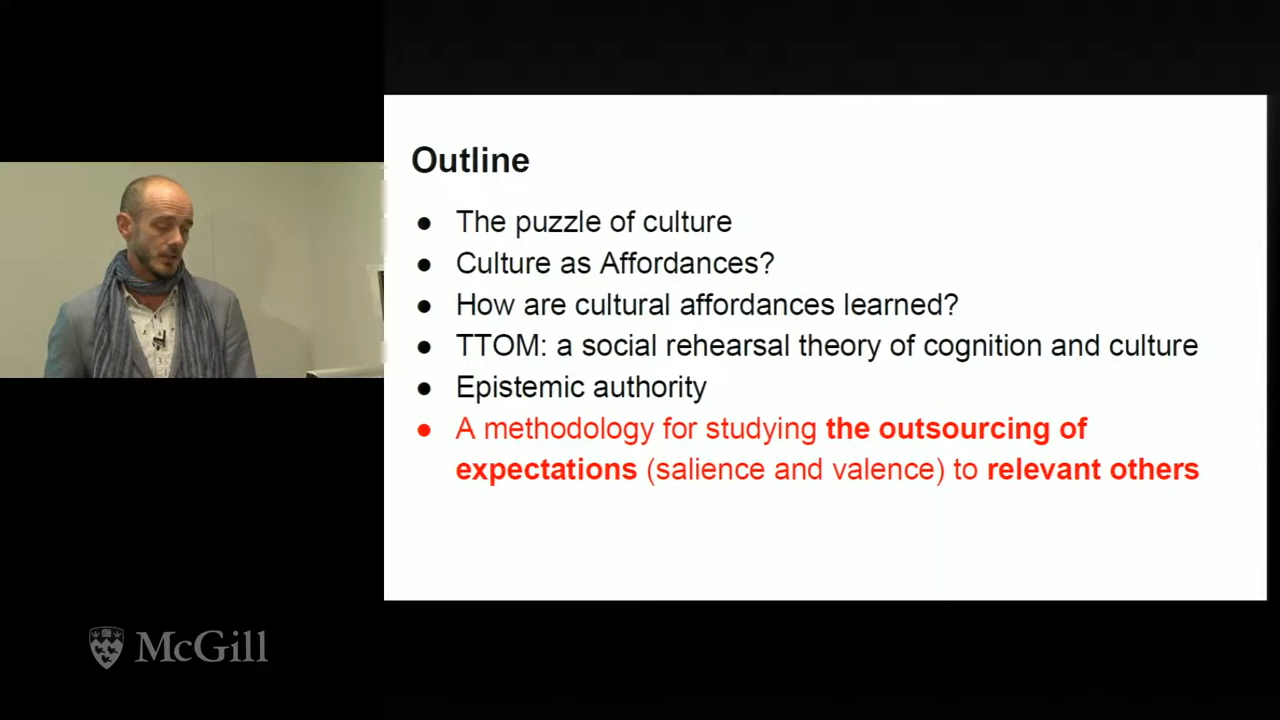 Outline
● The puzzle of culture
● Culture as Affordances?
● How are cultural affordances learned?
● TTOM: a social rehearsal theory of cognition and culture
● Epistemic authority
● A methodology for studying the outsourcing of
expectations (salience and valence) to relevant others
McGill